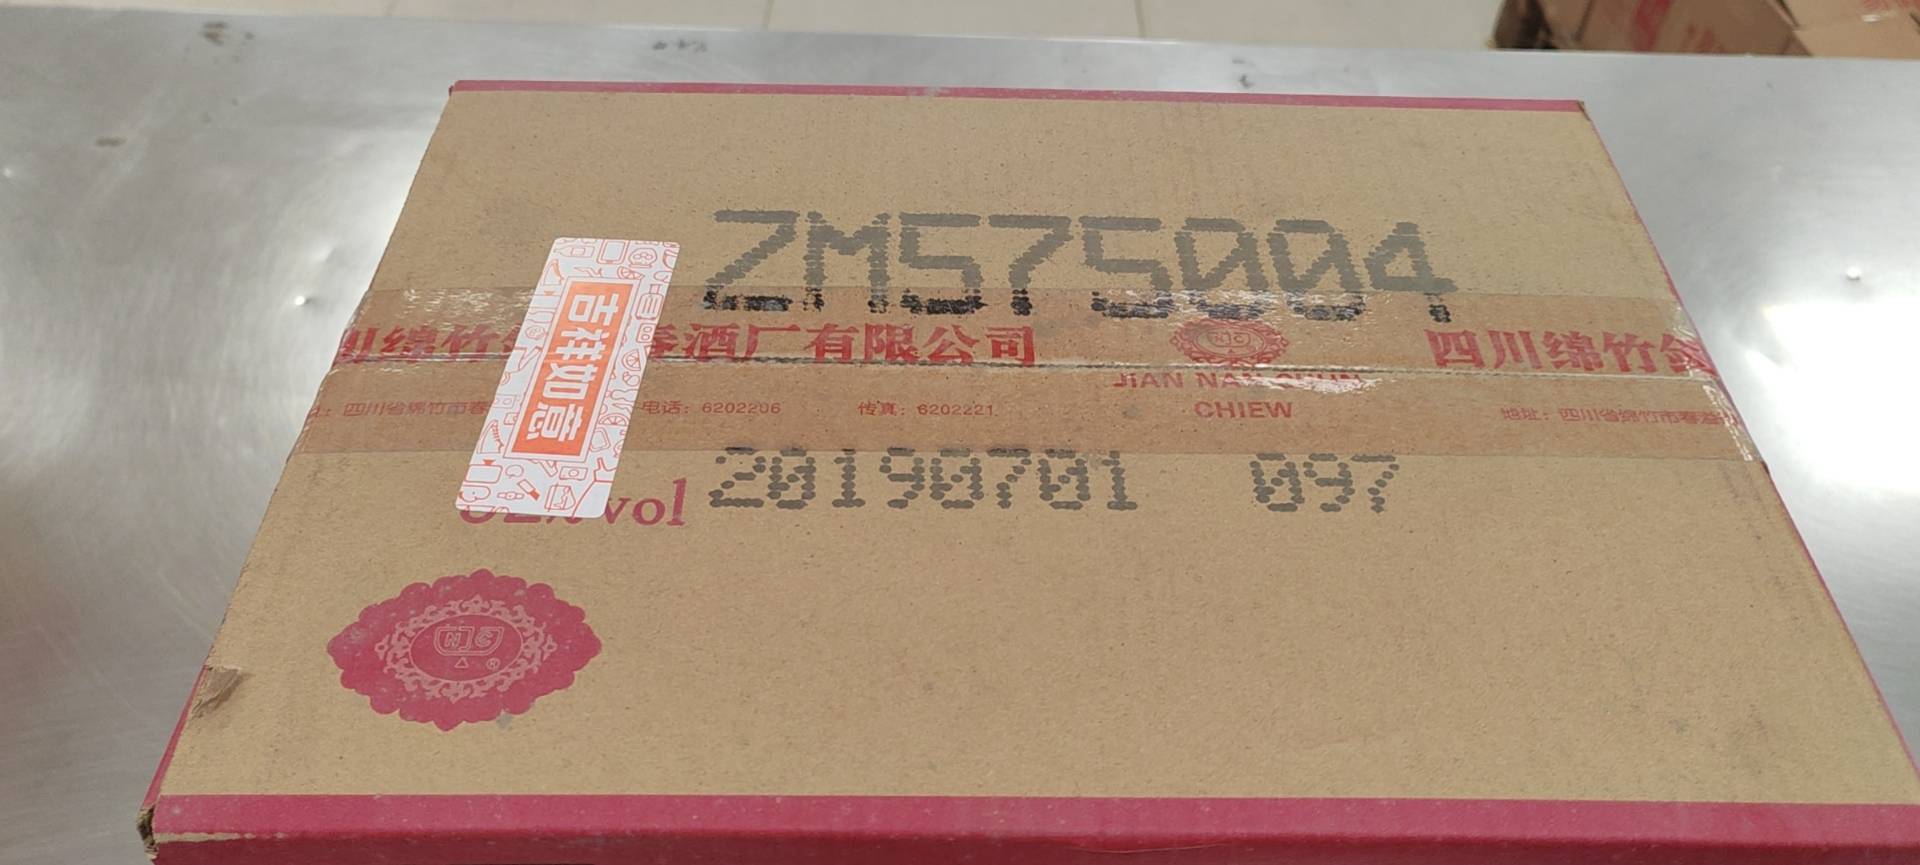 ZM575004
川绵竹 春酒厂有限公司
四川绵竹剑
JIAN NAN CHUN
CHIEW
吉祥如意
四川省绵竹市春
电话：6202206
传真：6202221
地址：四川省绵竹市春
vol
20190701 097